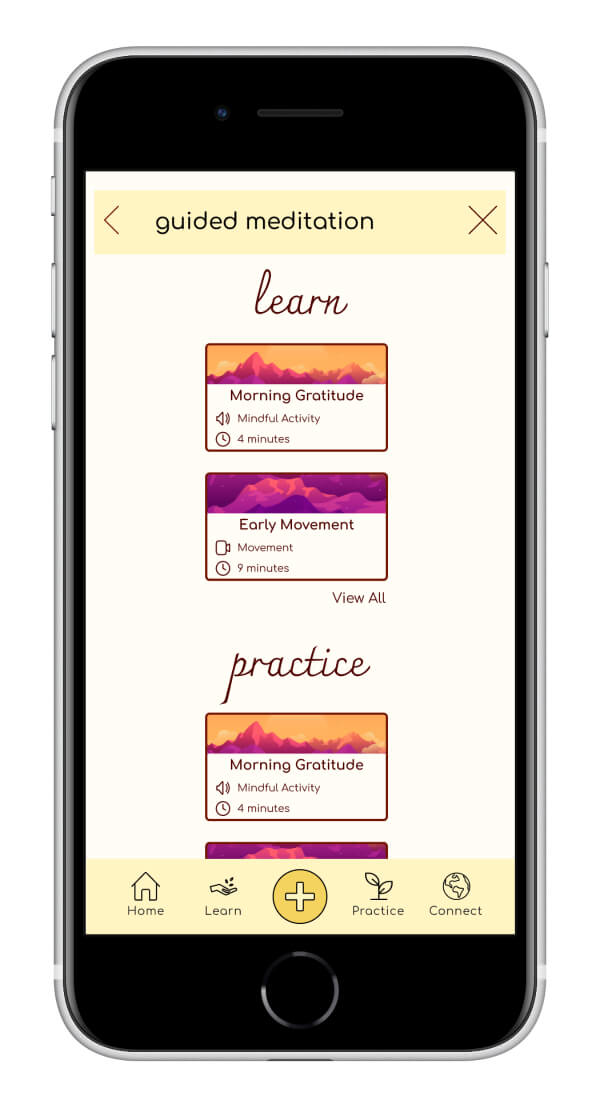 guided meditation
learn
Morning Gratitude
Mindful Activity
4 minutes
Early Movement
Movement
9 minutes
View All
practice
Morning Gratitude
Mindful Activity
4 minutes
Home Learn Practice Connect